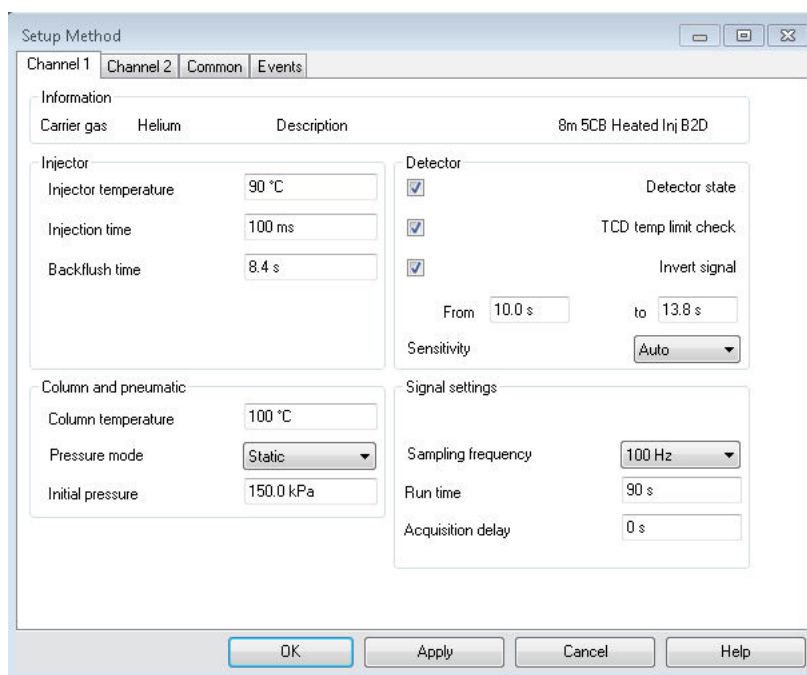 Setup Method
Channel 1 Channel 2 Common Events
Information
Carrier gas Helium Description 8m 5CB Heated Inj B2D
Injector
Injector temperature 90 °C
Injection time 100 ms
Backflush time 8.4 s
Detector
Detector state
TCD temp limit check
Invert signal
From 10.0 s to 13.8 s
Sensitivity Auto
Column and pneumatic
Column temperature 100 °C
Pressure mode Static
Initial pressure 150.0 kPa
Signal settings
Sampling frequency 100 Hz
Run time 90 s
Acquisition delay 0 s
OK Apply Cancel Help